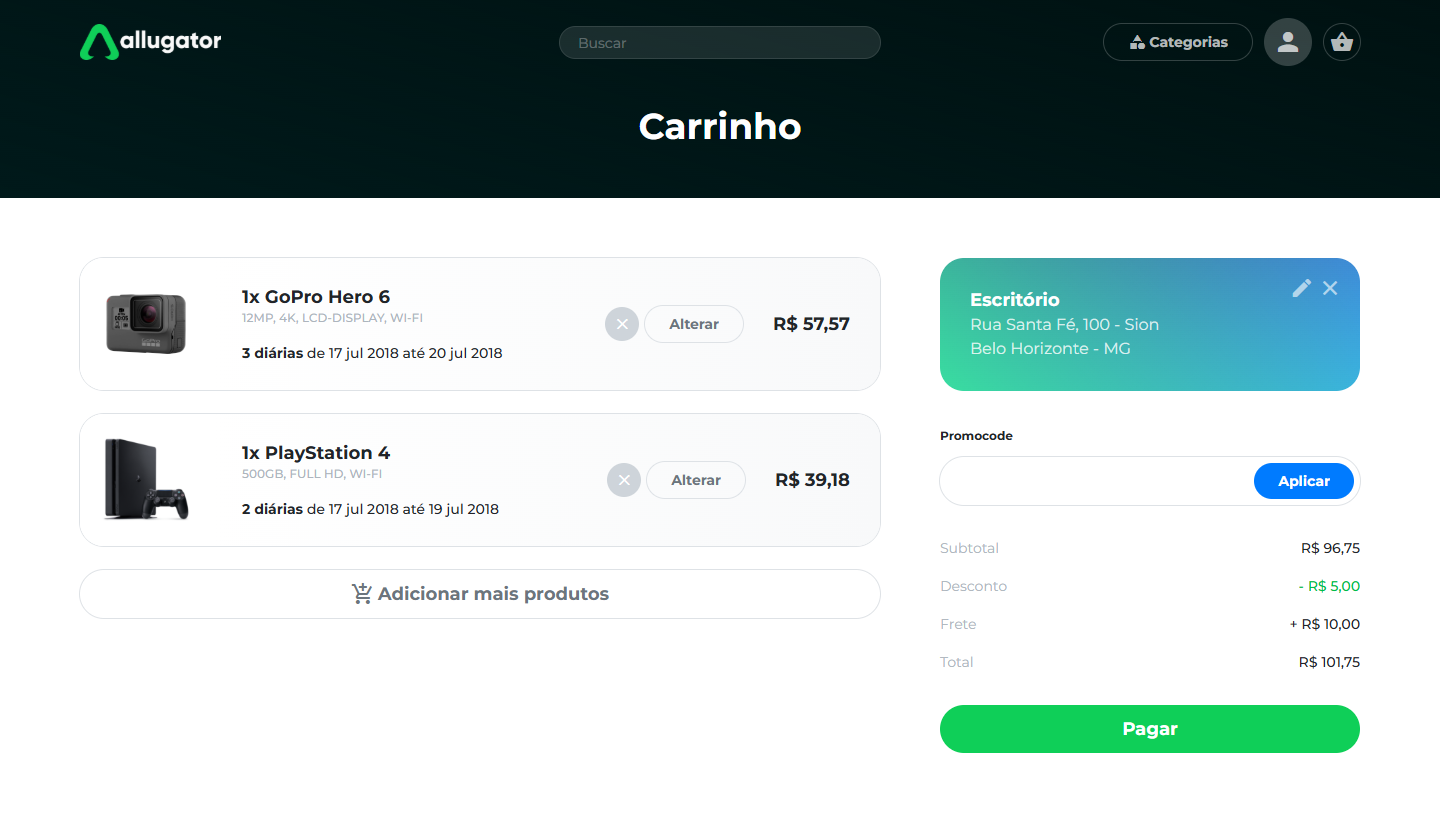 allugator
Buscar
Categorias
Carrinho
1x GoPro Hero 6
12MP, 4K, LCD-DISPLAY, WI-FI
3 diárias de 17 jul 2018 até 20 jul 2018
Alterar
R$ 57,57
1x PlayStation 4
500GB, FULL HD, WI-FI
2 diárias de 17 jul 2018 até 19 jul 2018
Alterar
R$ 39,18
Adicionar mais produtos
Escritório
Rua Santa Fé, 100 - Sion
Belo Horizonte - MG
Promocode
Aplicar
Subtotal R$ 96,75
Desconto - R$ 5,00
Frete + R$ 10,00
Total R$ 101,75
Pagar